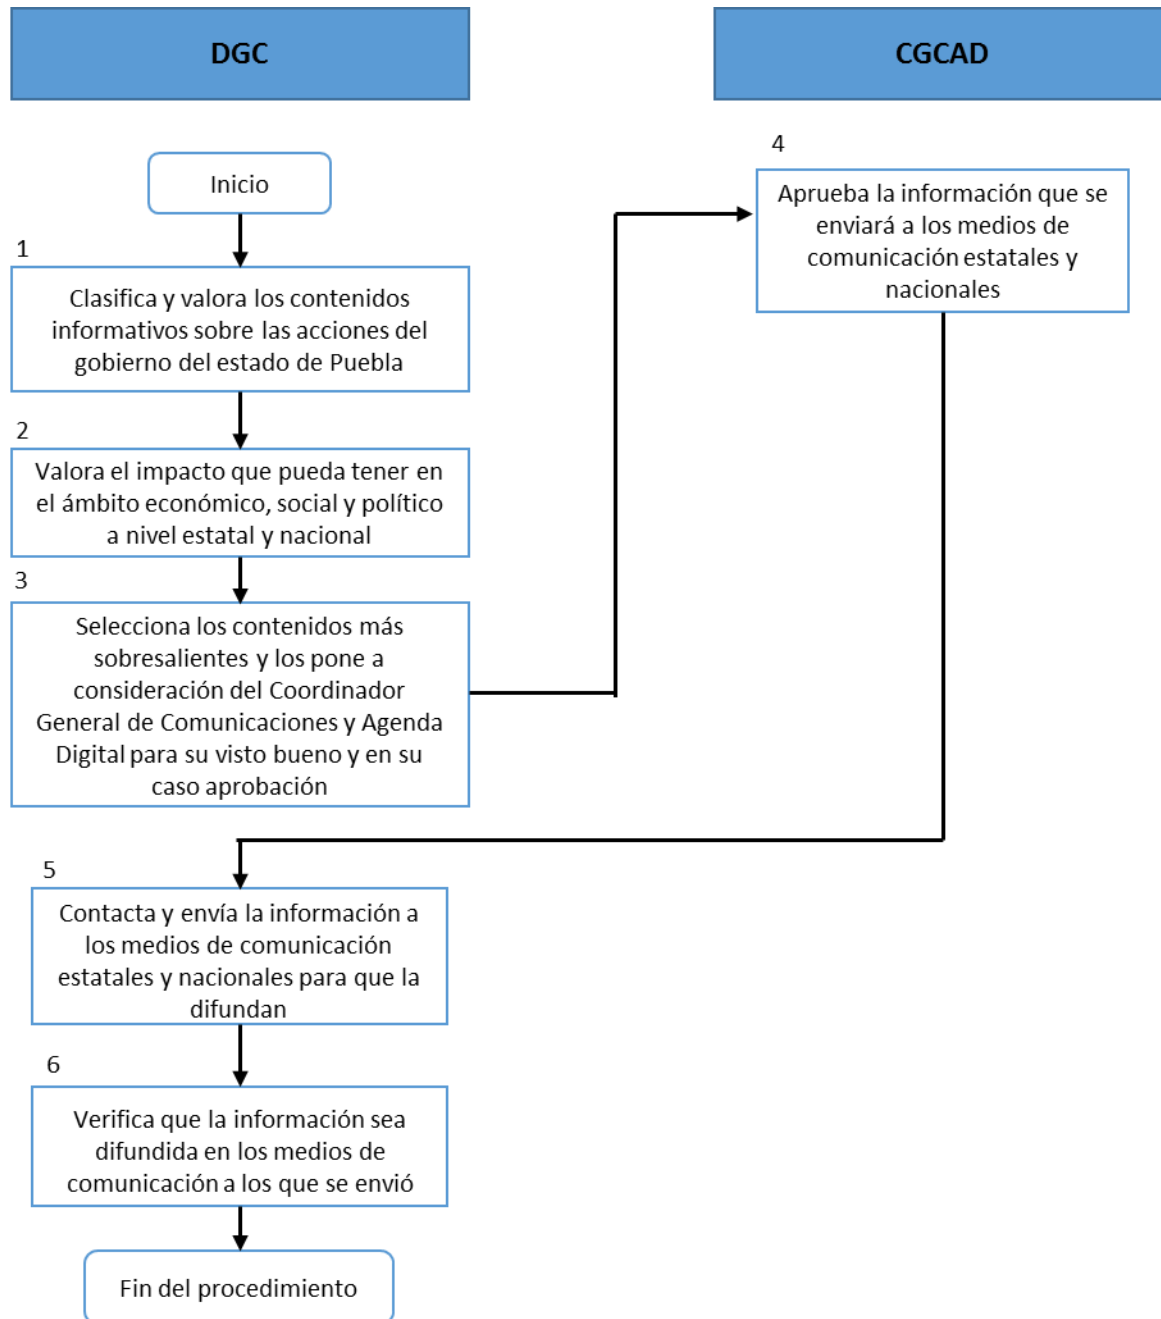 DGC
CGCAD
Inicio
1
Clasifica y valora los contenidos
informativos sobre las acciones del
gobierno del estado de Puebla
2
Valora el impacto que pueda tener en
el ámbito económico, social y político
a nivel estatal y nacional
3
Selecciona los contenidos más
sobresalientes y los pone a
consideración del Coordinador
General de Comunicaciones y Agenda
Digital para su visto bueno y en su
caso aprobación
4
Aprueba la información que se
enviará a los medios de
comunicación estatales y
nacionales
5
Contacta y envía la información a
los medios de comunicación
estatales y nacionales para que la
difundan
6
Verifica que la información sea
difundida en los medios de
comunicación a los que se envió
Fin del procedimiento